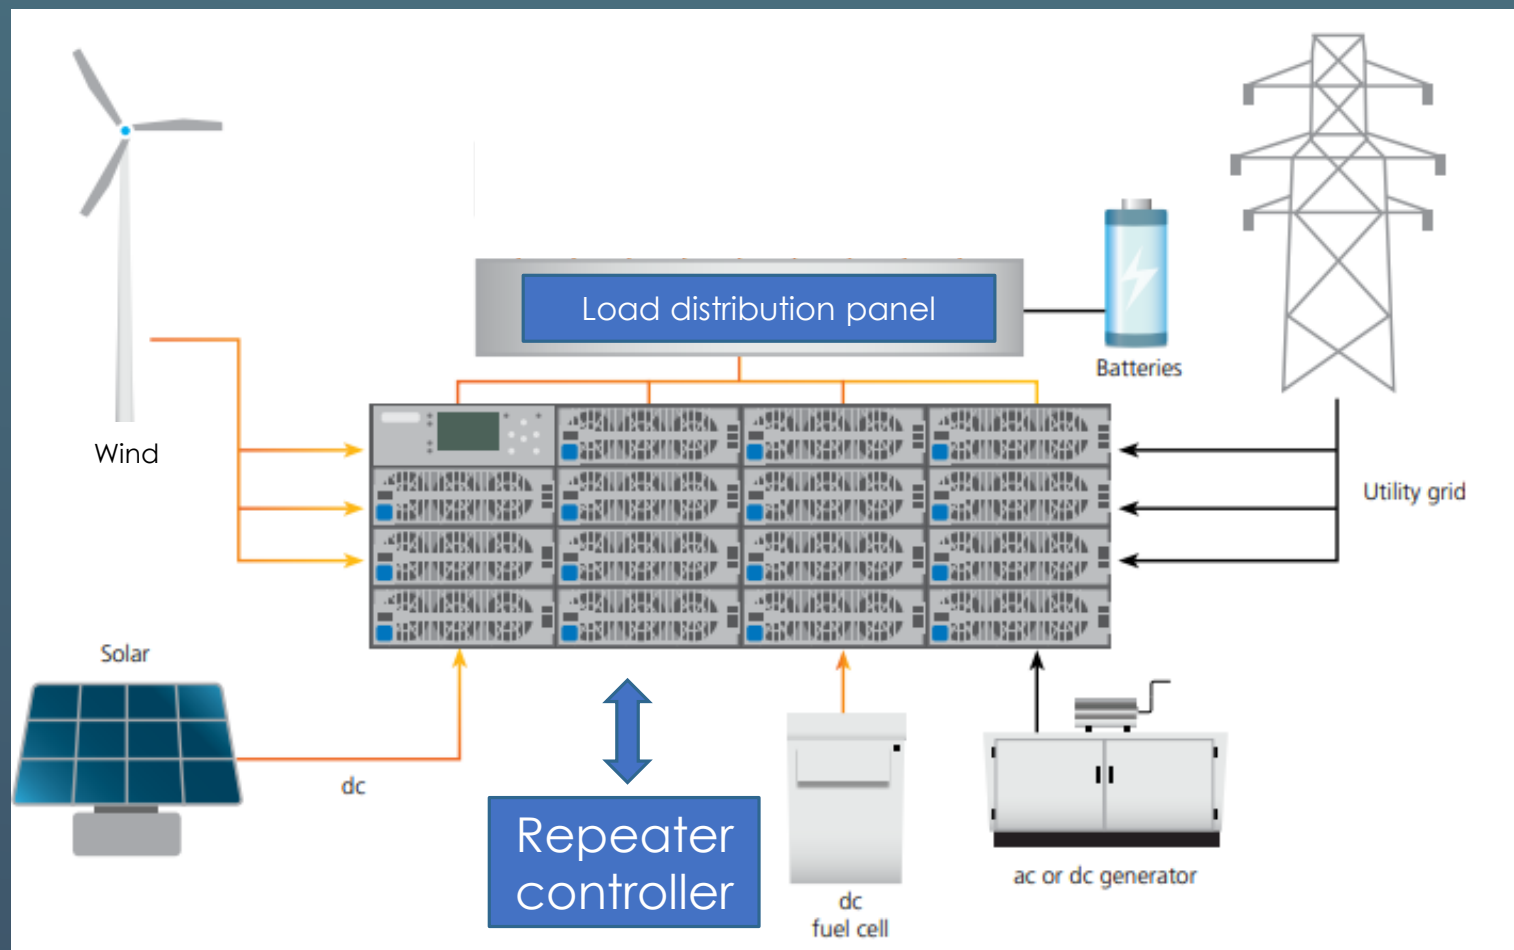 Load distribution panel
Batteries
Wind
Utility grid
Solar
dc
Repeater
controller
ac or dc generator
dc
fuel cell